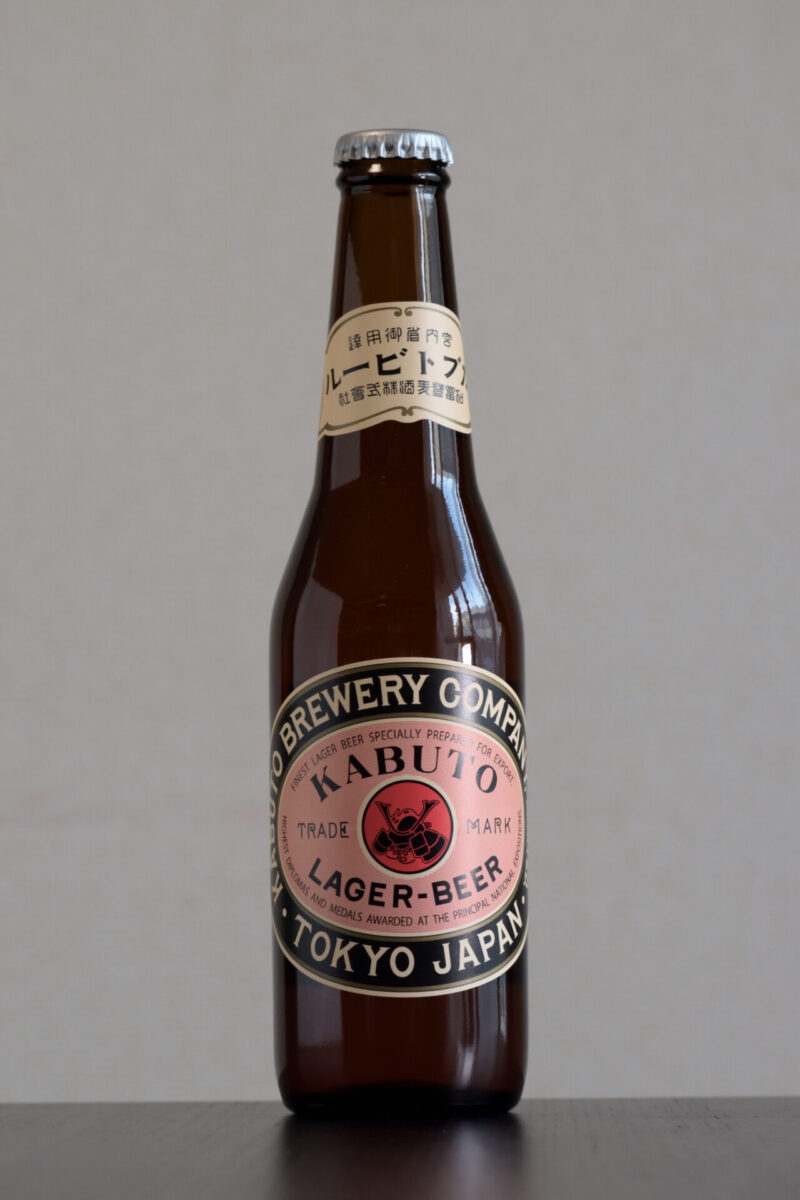 宮内省御用達
カブトビール
加富登麦酒株式會社
KABUTO BREWERY COMPANY
FINEST LAGER BEER SPECIALLY PREPARED FOR EXPORT.
KABUTO
TRADE MARK
LAGER-BEER
HIGHEST DIPLOMAS AND MEDALS AWARDED AT THE PRINCIPAL NATIONAL EXPOSITIONS.
· TOKYO JAPAN ·